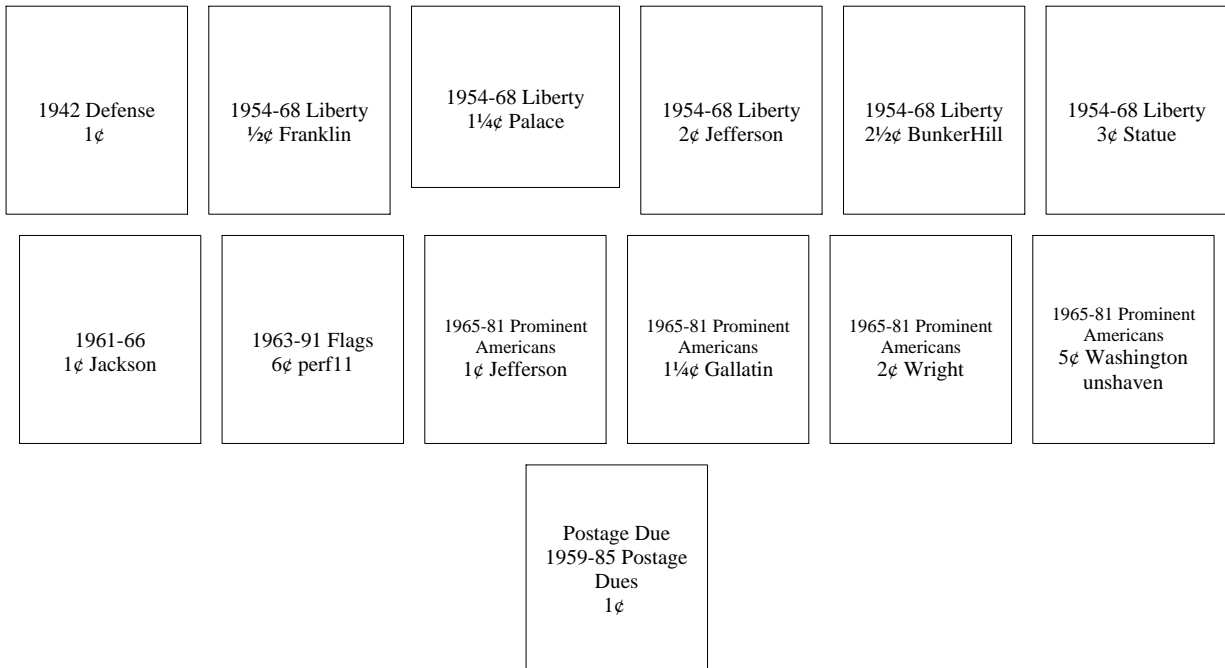 1942 Defense
1¢
1954-68 Liberty
½¢ Franklin
1954-68 Liberty
1¼¢ Palace
1954-68 Liberty
2¢ Jefferson
1954-68 Liberty
2½¢ BunkerHill
1954-68 Liberty
3¢ Statue
1961-66
1¢ Jackson
1963-91 Flags
6¢ perf11
1965-81 Prominent
Americans
1¢ Jefferson
1965-81 Prominent
Americans
1¼¢ Gallatin
1965-81 Prominent
Americans
2¢ Wright
1965-81 Prominent
Americans
5¢ Washington
unshaven
Postage Due
1959-85 Postage
Dues
1¢